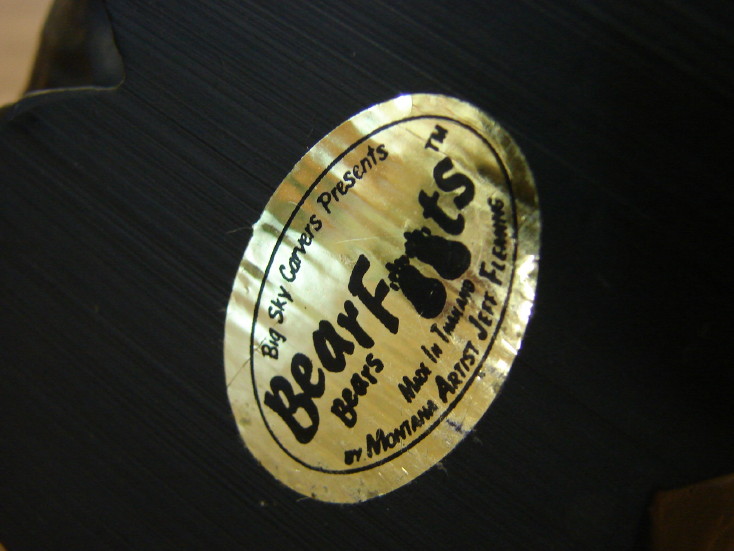 Big Sky Carvers Presents
BearFoots™
Bears
Made In Thailand
by Montana Artist Jeff Fleming